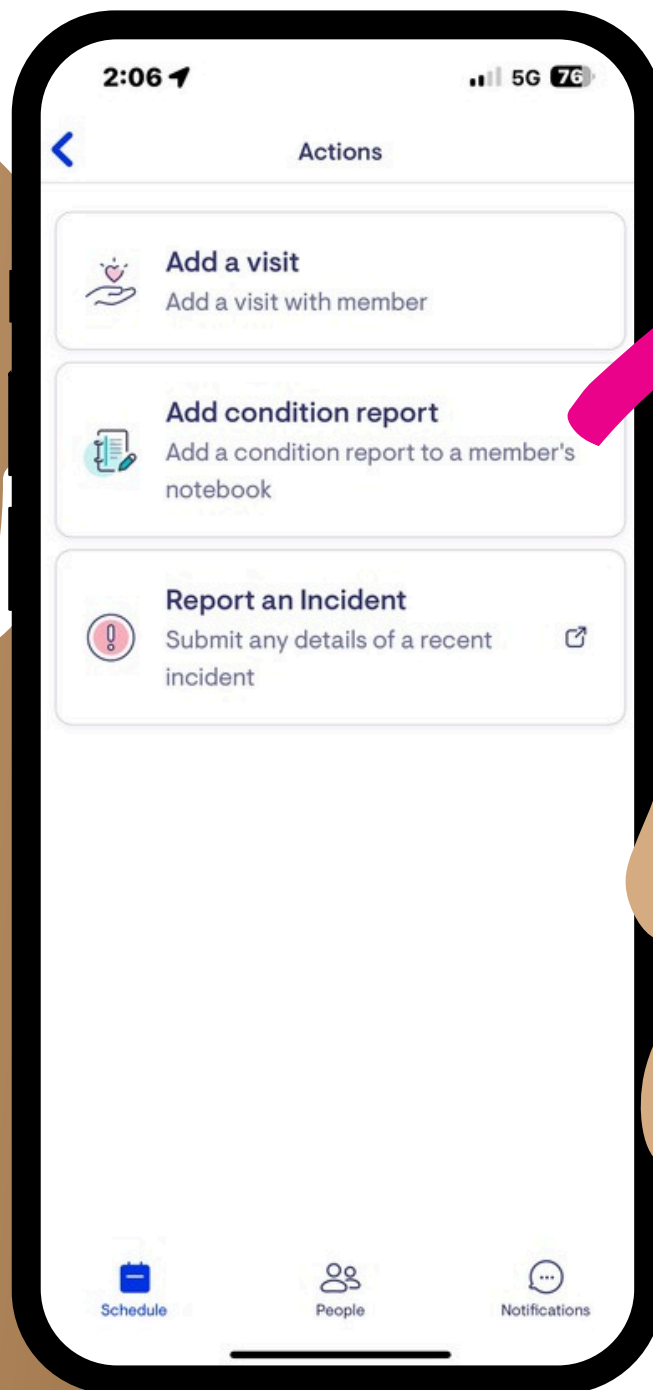 2:06 5G 76
Actions
Add a visit
Add a visit with member
Add condition report
Add a condition report to a member's
notebook
Report an Incident
Submit any details of a recent
incident
Schedule People Notifications